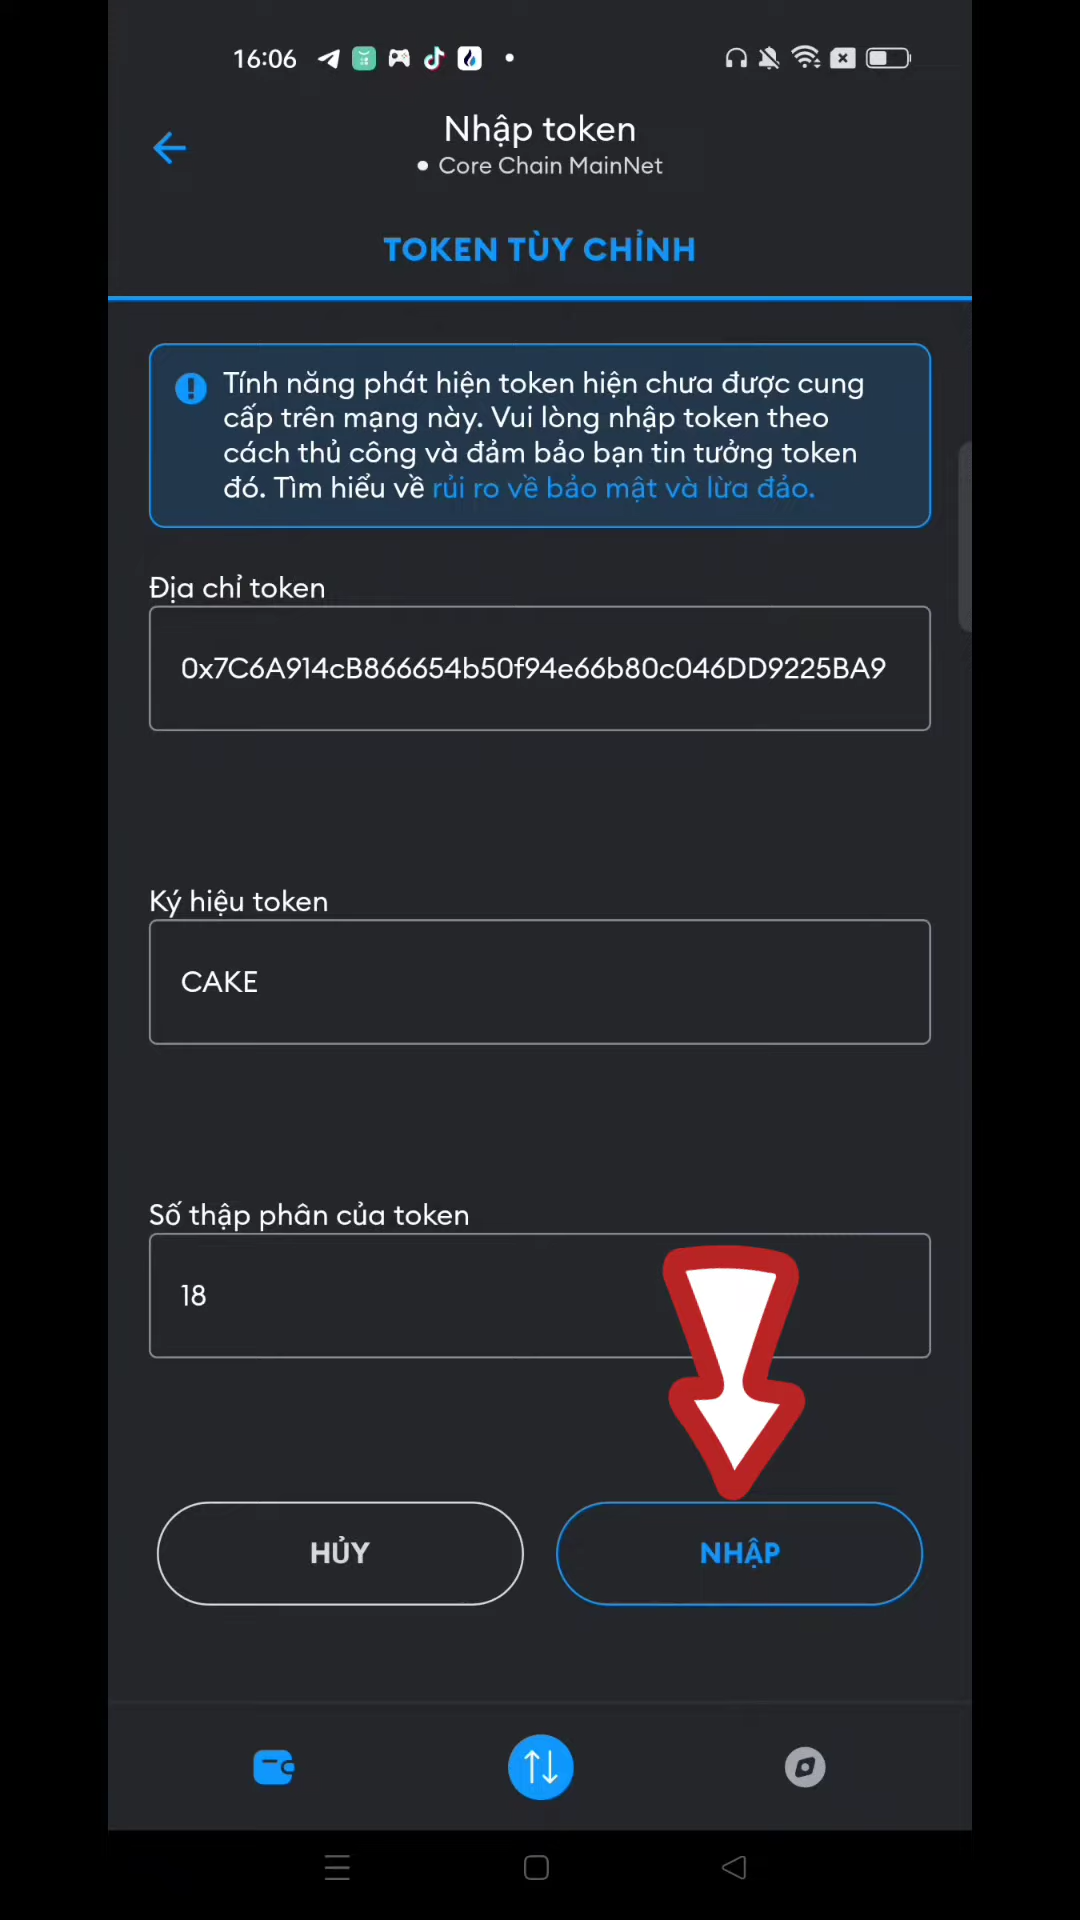 16:06
Nhập token
Core Chain MainNet
TOKEN TÙY CHỈNH
Tính năng phát hiện token hiện chưa được cung
cấp trên mạng này. Vui lòng nhập token theo
cách thủ công và đảm bảo bạn tin tưởng token
đó. Tìm hiểu về rủi ro về bảo mật và lừa đảo.
Địa chỉ token
0x7C6A914cB866654b50f94e66b80c046DD9225BA9
Ký hiệu token
CAKE
Số thập phân của token
18
HỦY
NHẬP